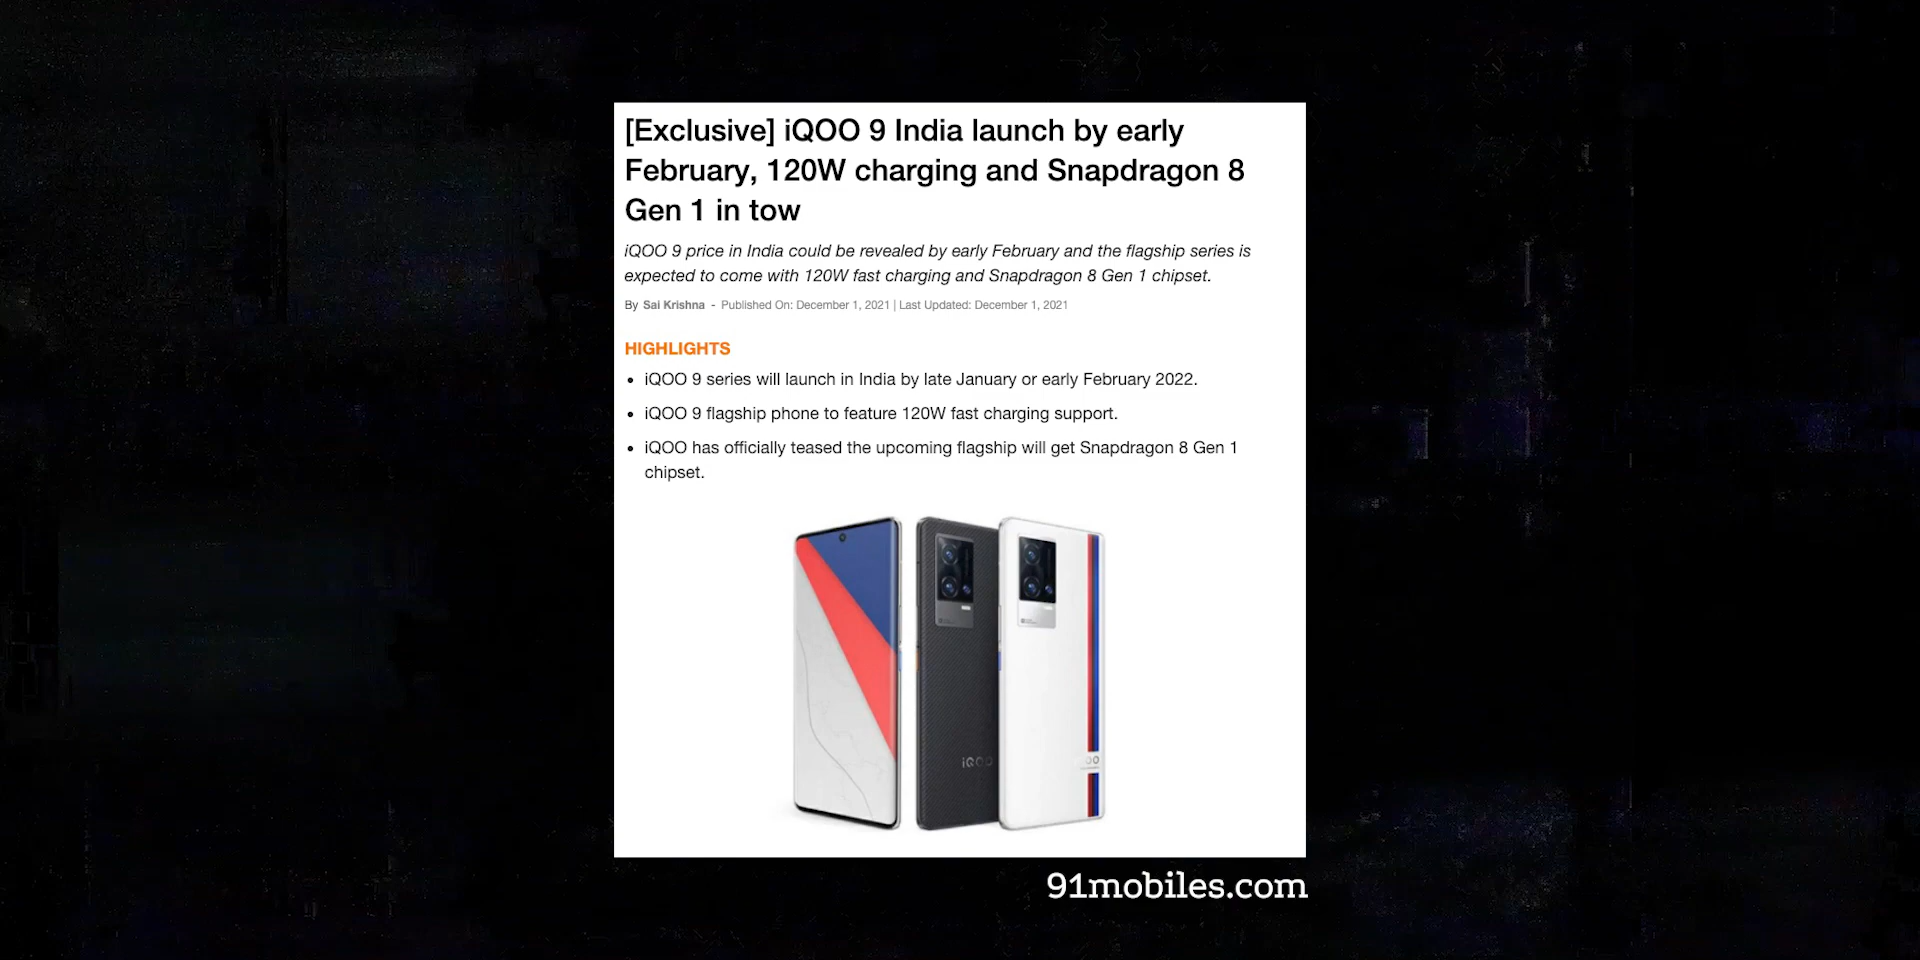 [Exclusive] iQOO 9 India launch by early
February, 120W charging and Snapdragon 8
Gen 1 in tow
iQOO 9 price in India could be revealed by early February and the flagship series is
expected to come with 120W fast charging and Snapdragon 8 Gen 1 chipset.
By Sai Krishna - Published On: December 1, 2021 | Last Updated: December 1, 2021
HIGHLIGHTS
• iQOO 9 series will launch in India by late January or early February 2022.
• iQOO 9 flagship phone to feature 120W fast charging support.
• iQOO has officially teased the upcoming flagship will get Snapdragon 8 Gen 1
chipset.
iQOO
91mobiles.com